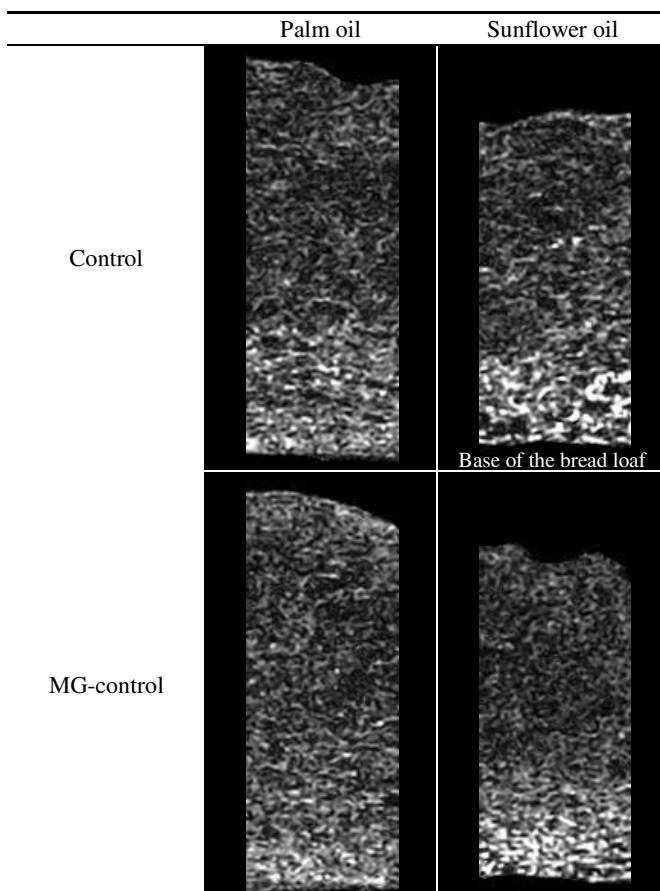 Palm oil Sunflower oil
Control
Base of the bread loaf
MG-control